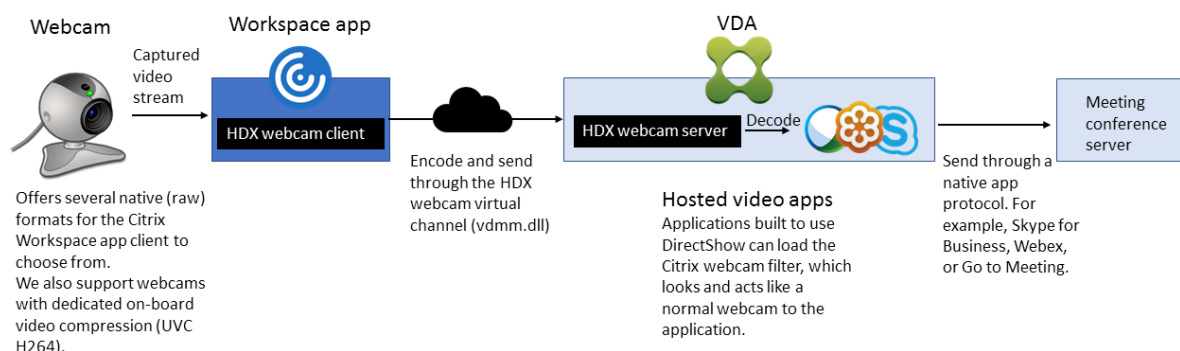 Webcam
Workspace app
VDA
Captured
video
stream
HDX webcam client
HDX webcam server
Decode
Meeting
conference
server
Offers several native (raw)
formats for the Citrix
Workspace app client to
choose from.
We also support webcams
with dedicated on-board
video compression (UVC
H264).
Encode and send
through the HDX
webcam virtual
channel (vdmm.dll)
Hosted video apps
Applications built to use
DirectShow can load the
Citrix webcam filter, which
looks and acts like a
normal webcam to the
application.
Send through a
native app
protocol. For
example, Skype for
Business, Webex,
or Go to Meeting.